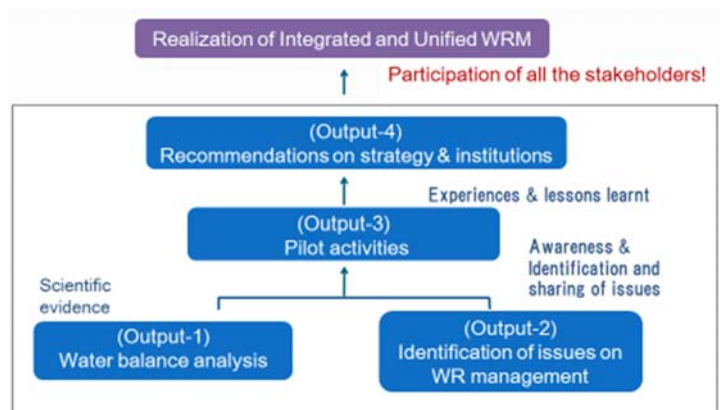 Realization of Integrated and Unified WRM
Participation of all the stakeholders!
(Output-4)
Recommendations on strategy & institutions
Experiences & lessons learnt
(Output-3)
Pilot activities
Awareness &
Identification and
sharing of issues
Scientific
evidence
(Output-1)
Water balance analysis
(Output-2)
Identification of issues on
WR management